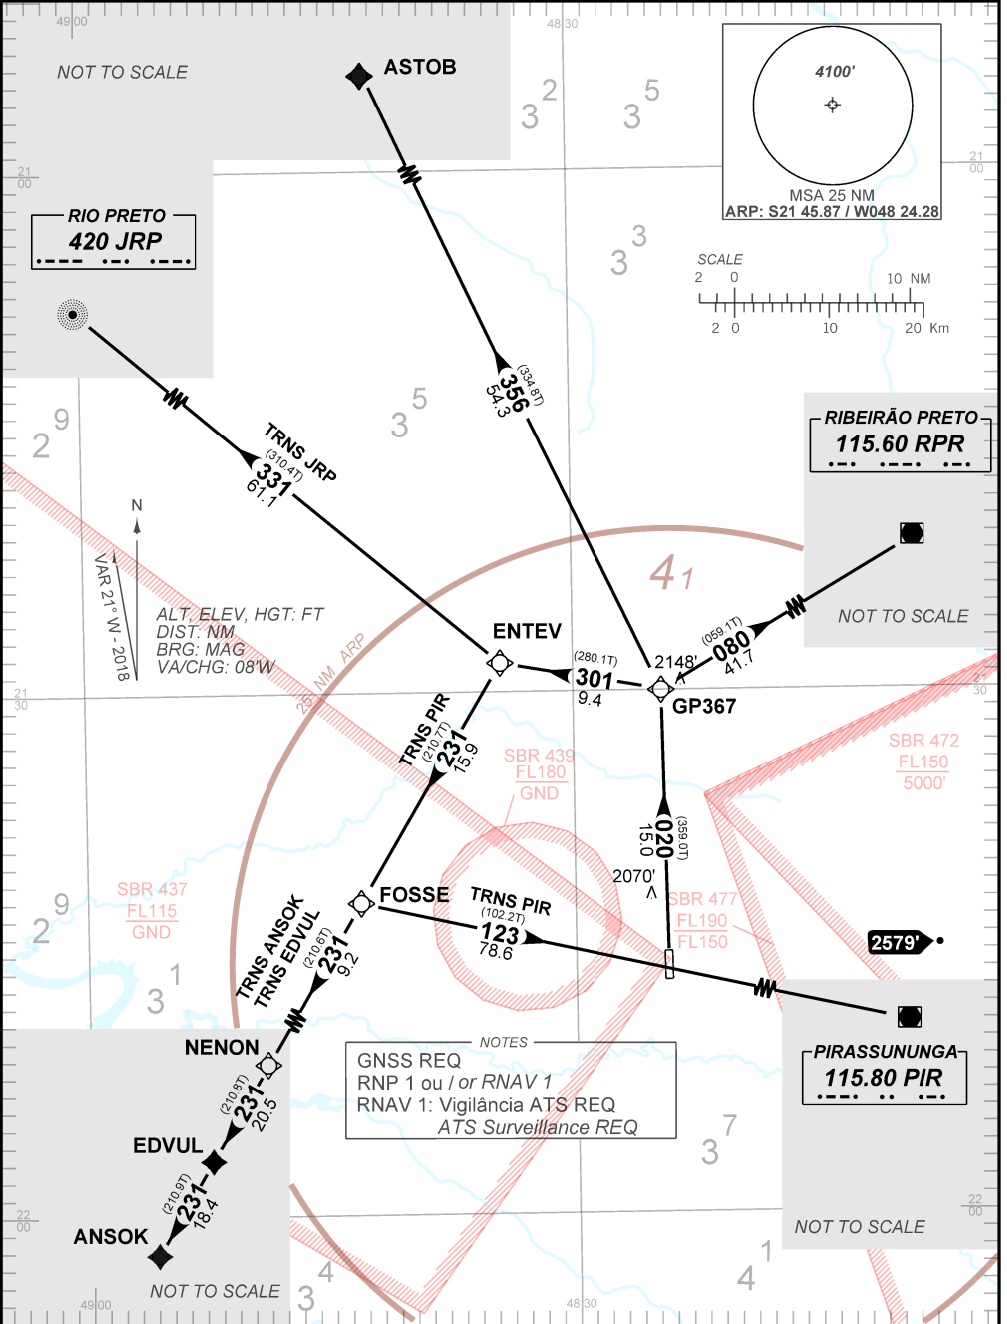 49 00
48 30
NOT TO SCALE
ASTOB
4100'
MSA 25 NM
ARP: S21 45.87 / W048 24.28
3 2
3 5
21 00
21 00
RIO PRETO
420 JRP
3 3
SCALE
2 0 10 NM
2 0 10 20 Km
(334.8T)
356
54.3
3 5
2 9
TRNS JRP
(310.4T)
331
61.1
RIBEIRÃO PRETO
115.60 RPR
NOT TO SCALE
N
VAR 21° W - 2018
ALT, ELEV, HGT: FT
DIST: NM
BRG: MAG
VA/CHG: 08'W
25 NM ARP
41
ENTEV
(280.1T)
301
9.4
2148'
GP367
(059.1T)
080
41.7
21 30
21 30
TRNS PIR
(210.7T)
231
15.9
SBR 439
FL180
GND
SBR 472
FL150
5000'
(359.0T)
020
15.0
2070'
SBR 437
FL115
GND
2 9
FOSSE
TRNS PIR
(102.2T)
123
78.6
SBR 477
FL190
FL150
2579'
TRNS ANSOK
TRNS EDVUL
(210.6T)
231
9.2
3 1
NENON
NOTES
GNSS REQ
RNP 1 ou / or RNAV 1
RNAV 1: Vigilância ATS REQ
ATS Surveillance REQ
PIRASSUNUNGA
115.80 PIR
(210.8T)
231
20.5
EDVUL
3 7
(210.9T)
231
18.4
ANSOK
22 00
22 00
NOT TO SCALE
NOT TO SCALE
3 4
4 1
49 00
48 30